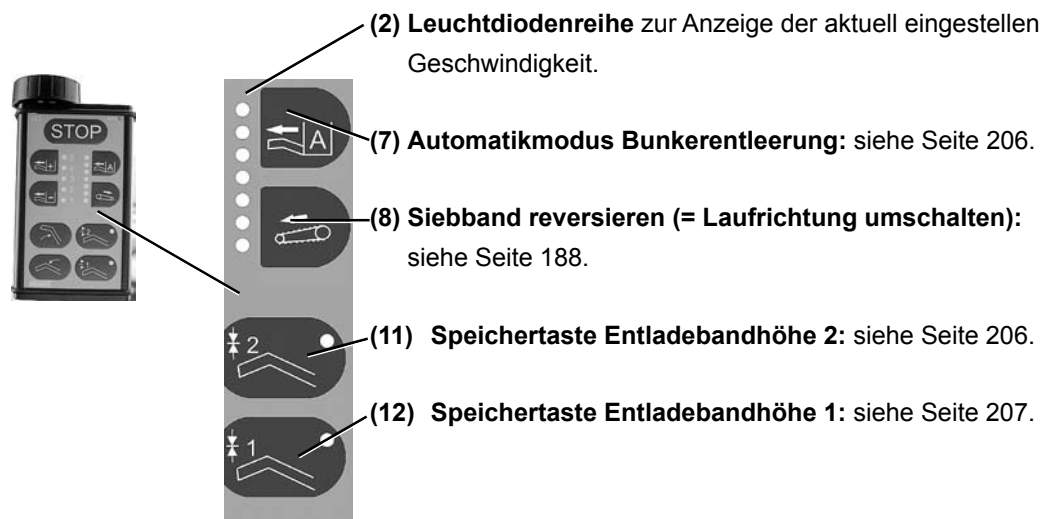 (2) Leuchtdiodenreihe zur Anzeige der aktuell eingestellen
Geschwindigkeit.
STOP
A
A
(7) Automatikmodus Bunkerentleerung: siehe Seite 206.
(8) Siebband reversieren (= Laufrichtung umschalten):
siehe Seite 188.
2
2
(11) Speichertaste Entladebandhöhe 2: siehe Seite 206.
1
1
(12) Speichertaste Entladebandhöhe 1: siehe Seite 207.